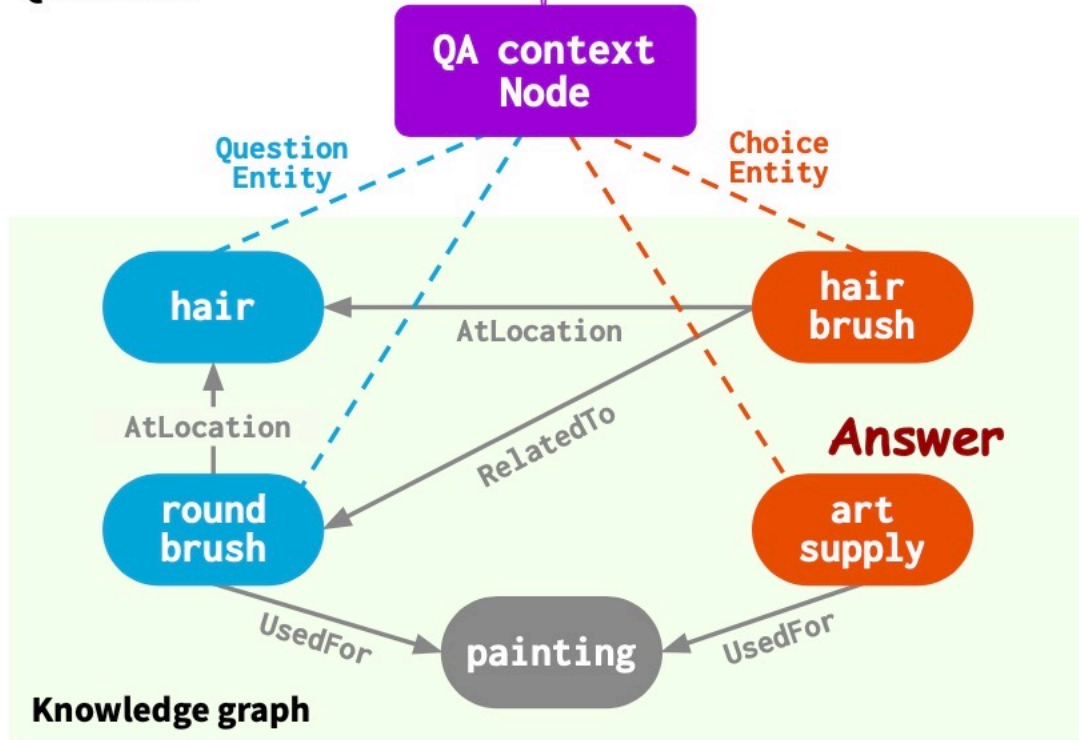 QA context
Node
Question
Entity
Choice
Entity
hair
hair
brush
AtLocation
AtLocation
RelatedTo
Answer
round
brush
art
supply
UsedFor
painting
UsedFor
Knowledge graph